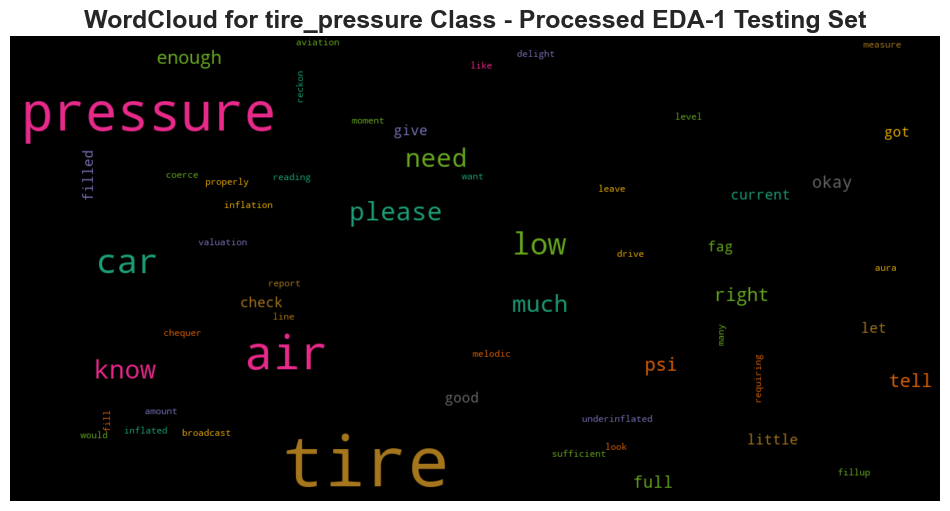 WordCloud for tire_pressure Class - Processed EDA-1 Testing Set
aviation
measure
enough
delight
like
reckon
pressure
moment
level
give
got
need
filled
coerce
properly
reading
want
okay
leave
current
inflation
please
valuation
low
fag
drive
car
aura
report
right
check
much
line
let
chequer
many
air
melodic
psi
requiring
know
tell
good
amount
fill
underinflated
would
inflated
broadcast
little
tire
look
sufficient
full
fillup